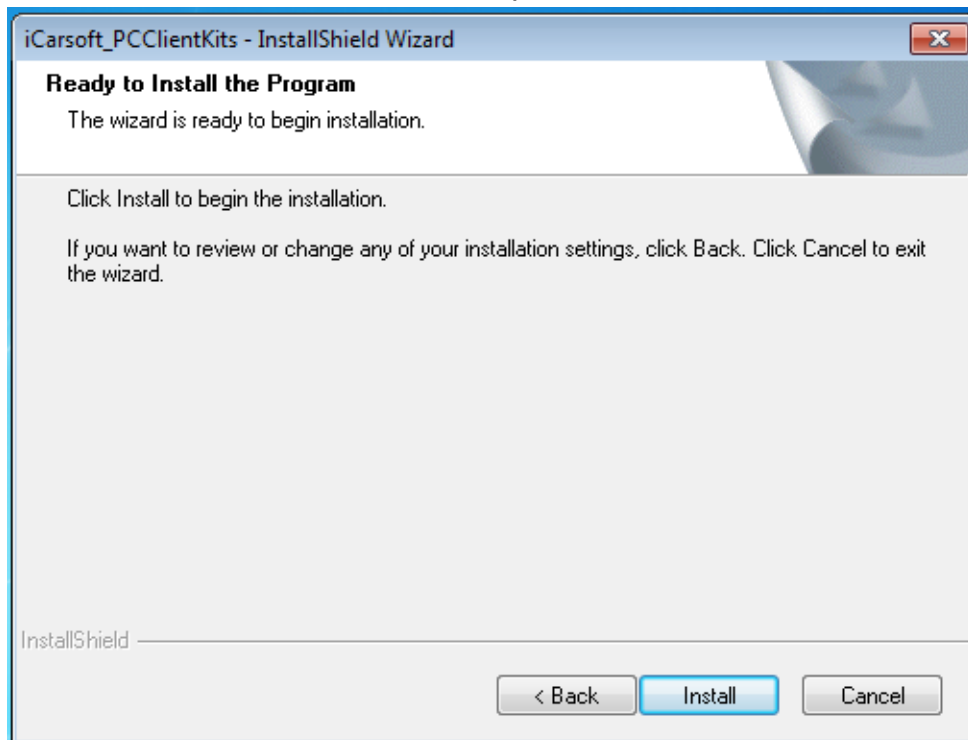 iCarsoft_PCClientKits - InstallShield Wizard
Ready to Install the Program
The wizard is ready to begin installation.
Click Install to begin the installation.
If you want to review or change any of your installation settings, click Back. Click Cancel to exit
the wizard.
InstallShield
< Back Install Cancel